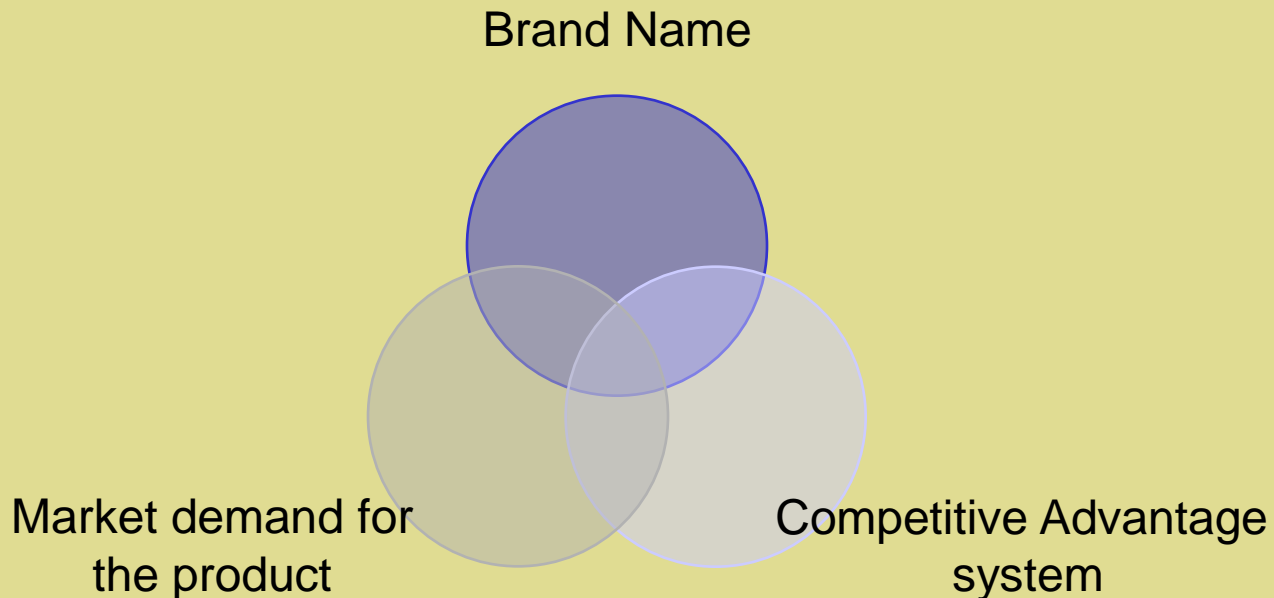 Brand Name
Market demand for
the product
Competitive Advantage
system